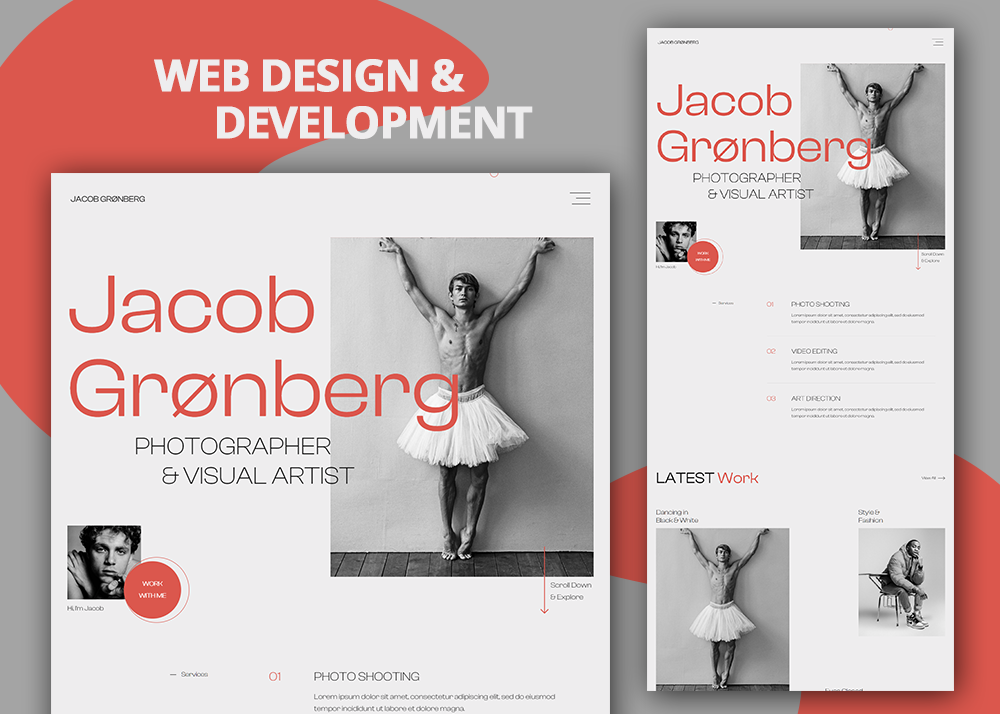 WEB DESIGN &
DEVELOPMENT
JACOB GRØNBERG
Jacob
Grønberg
PHOTOGRAPHER
& VISUAL ARTIST
WORK
WITH ME
Hi, I'm Jacob
Scroll Down
& Explore
— Services
01
PHOTO SHOOTING
Lorem ipsum dolor sit amet, consectetur adipiscing elit, sed do eiusmod
tempor incididunt ut labore et dolore magna.
JACOB GRØNBERG
Jacob
Grønberg
PHOTOGRAPHER
& VISUAL ARTIST
WORK
WITH ME
Hi, I'm Jacob
Scroll Down
& Explore
— Services
01
PHOTO SHOOTING
Lorem ipsum dolor sit amet, consectetur adipiscing elit, sed do eiusmod
tempor incididunt ut labore et dolore magna.
02
VIDEO EDITING
Lorem ipsum dolor sit amet, consectetur adipiscing elit, sed do eiusmod
tempor incididunt ut labore et dolore magna.
03
ART DIRECTION
Lorem ipsum dolor sit amet, consectetur adipiscing elit, sed do eiusmod
tempor incididunt ut labore et dolore magna.
LATEST Work
View All →
Dancing in
Black & White
Style &
Fashion